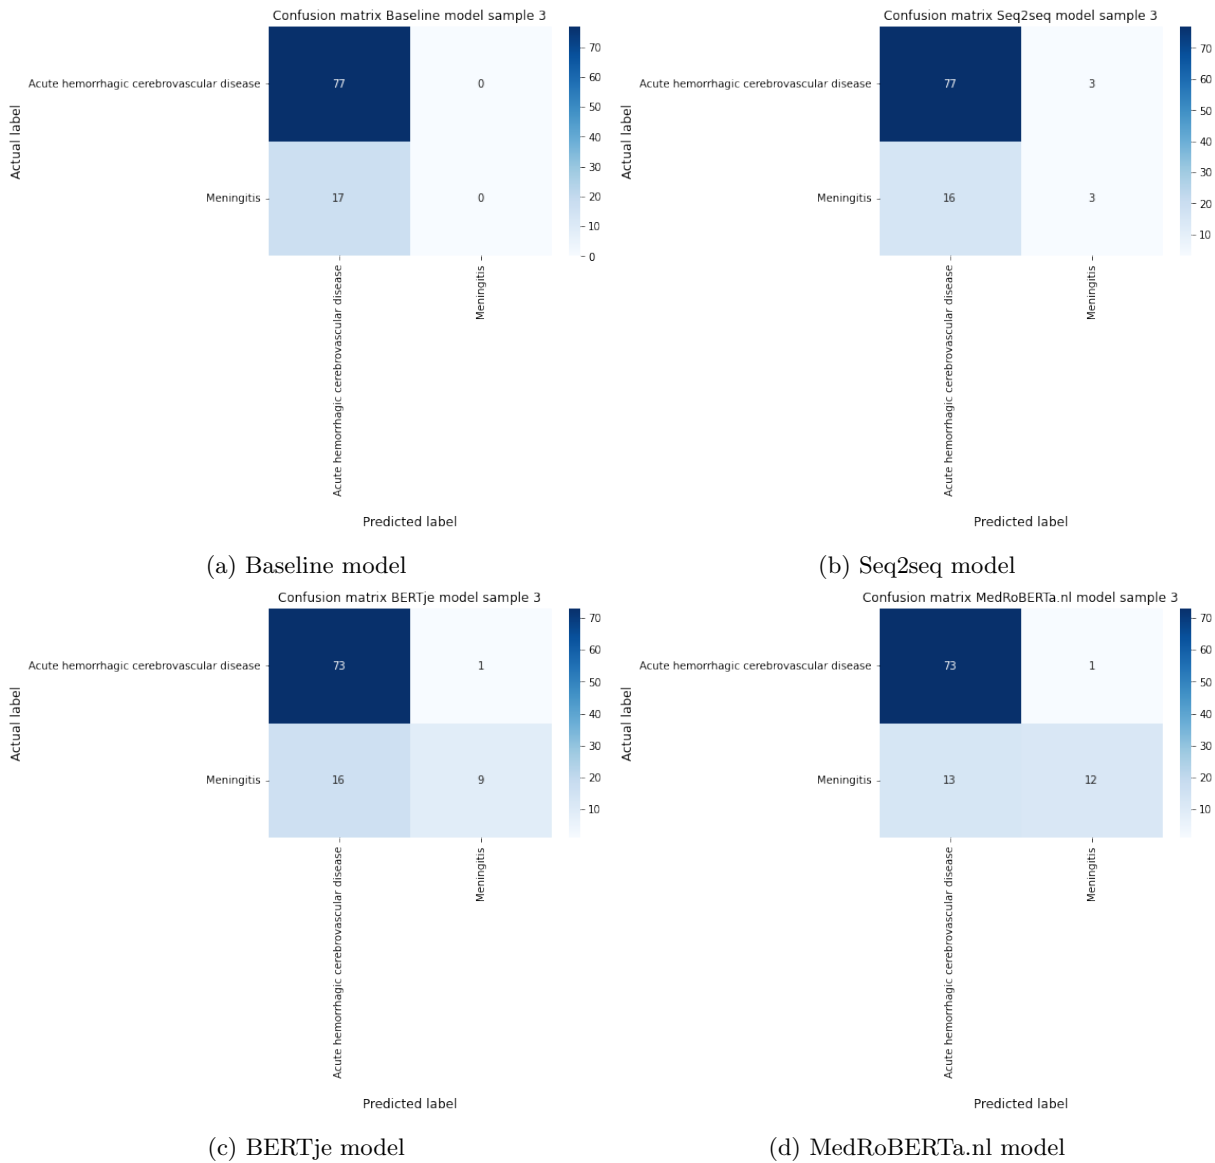 Confusion matrix Baseline model sample 3
Actual label
Acute hemorrhagic cerebrovascular disease
77
0
Meningitis
17
0
70
60
50
40
30
20
10
0
Acute hemorrhagic cerebrovascular disease
Meningitis
Predicted label
(a) Baseline model
Confusion matrix Seq2seq model sample 3
Actual label
Acute hemorrhagic cerebrovascular disease
77
3
Meningitis
16
3
70
60
50
40
30
20
10
Acute hemorrhagic cerebrovascular disease
Meningitis
Predicted label
(b) Seq2seq model
Confusion matrix BERTje model sample 3
Actual label
Acute hemorrhagic cerebrovascular disease
73
1
Meningitis
16
9
70
60
50
40
30
20
10
Acute hemorrhagic cerebrovascular disease
Meningitis
Predicted label
(c) BERTje model
Confusion matrix MedRoBERTa.nl model sample 3
Actual label
Acute hemorrhagic cerebrovascular disease
73
1
Meningitis
13
12
70
60
50
40
30
20
10
Acute hemorrhagic cerebrovascular disease
Meningitis
Predicted label
(d) MedRoBERTa.nl model